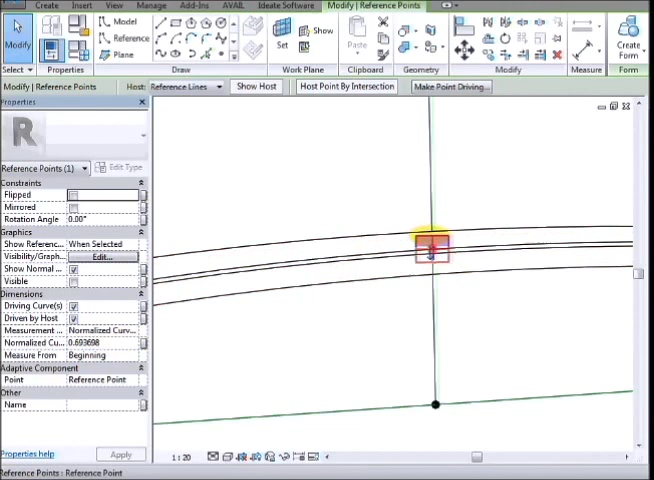 Create Insert View Manage Add-Ins AVAIL Ideate Software Modify | Reference Points
Modify
Model
Reference
Plane
Set
Show
Paste
Create
Form
Select
Properties
Draw
Work Plane
Clipboard
Geometry
Modify
Measure
Form
Modify | Reference Points
Host: Reference Lines
Show Host
Host Point By Intersection
Make Point Driving...
Properties
R
Reference Points (1)
Edit Type
Constraints
Flipped
Mirrored
Rotation Angle 0.00°
Graphics
Show Referenc... When Selected
Visibility/Graph... Edit...
Show Normal ...
Visible
Dimensions
Driving Curve(s)
Driven by Host
Measurement ... Normalized Curv...
Normalized Cu... 0.693698
Measure From Beginning
Adaptive Component
Point Reference Point
Other
Name
Properties help
Apply
1 : 20
Reference Points : Reference Point